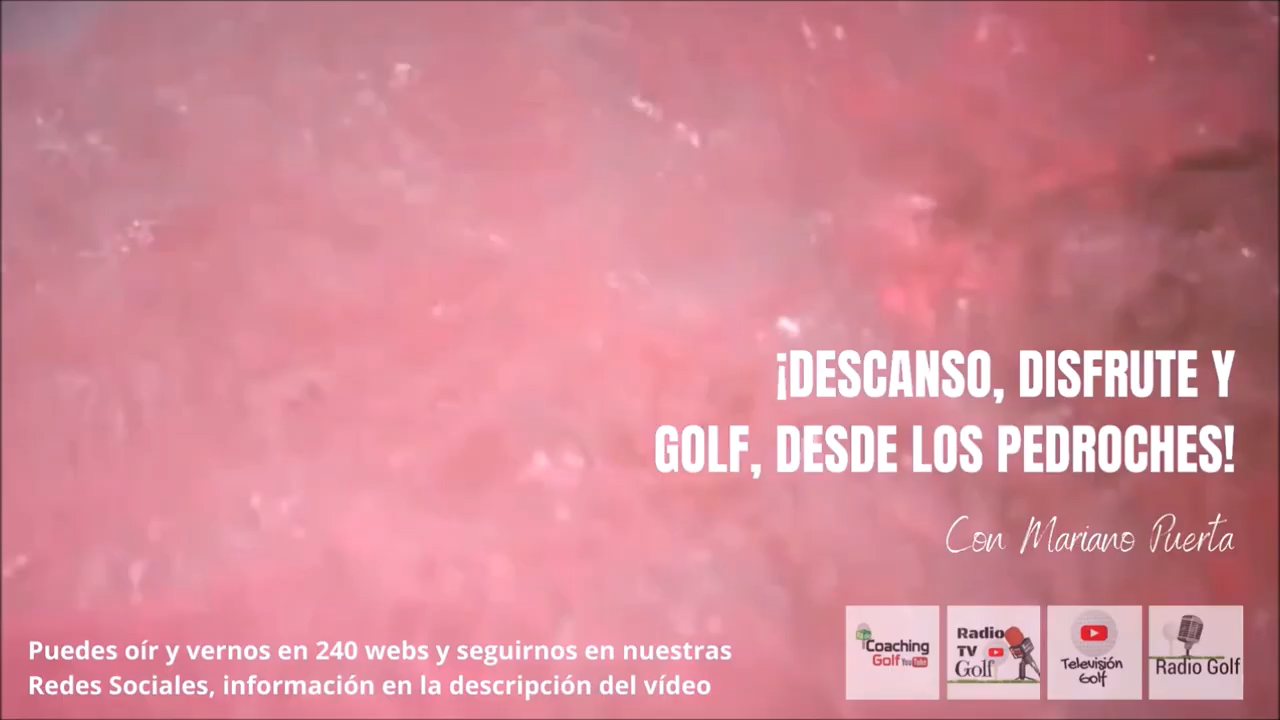 ¡DESCANSO, DISFRUTE Y
GOLF, DESDE LOS PEDROCHES!
Con Mariano Puerta
Puedes oír y vernos en 240 webs y seguirnos en nuestras
Redes Sociales, información en la descripción del vídeo
Coaching
Golf YouTube
Radio
TV
Golf
Televisión
Golf
Radio Golf